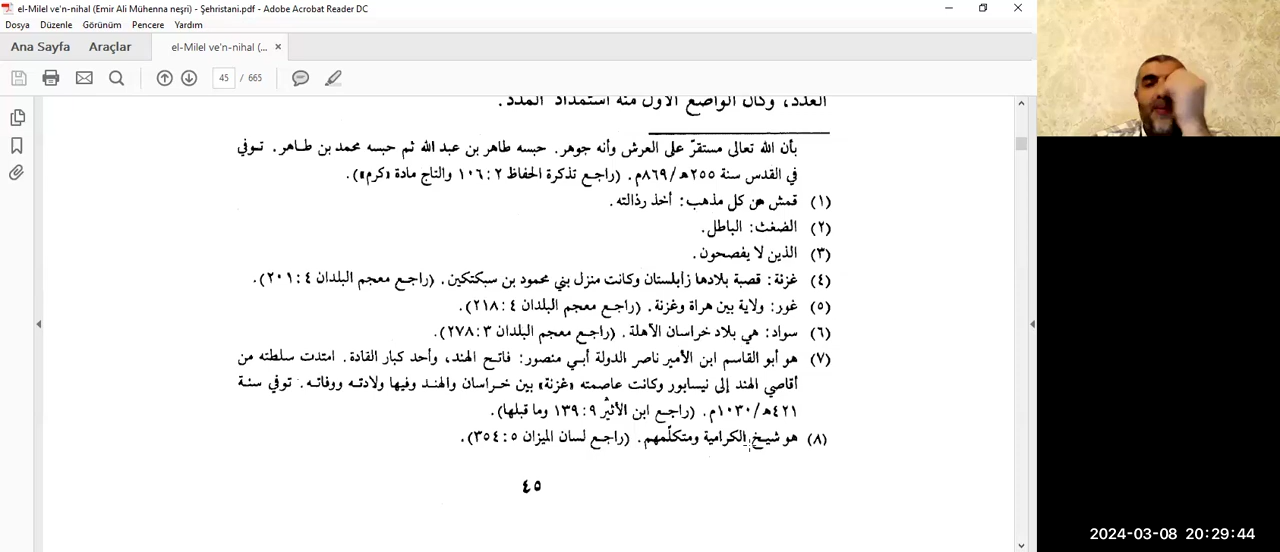 el-Milel ve'n-nihal (Emir Ali Mühenna neşri) - Şehristani.pdf - Adobe Acrobat Reader DC
Dosya Düzenle Görünüm Pencere Yardım
Ana Sayfa Araçlar el-Milel ve'n-nihal (... ×
45 / 665
العدد، وكان الواضع الأول منه استمداد المدد.
بأن الله تعالى مستقرّ على العرش وأنه جوهر. حبسه طاهر بن عبد الله ثم حبسه محمد بن طاهر. توفي
في القدس سنة ٢٥٥هـ/٨٦٩م. (راجع تذكرة الحفاظ ٢: ١٠٦ والتاج مادة «كرم»).
(١) قمش من كل مذهب: أخذ رذالته.
(٢) الضغث: الباطل.
(٣) الذين لا يفصحون.
(٤) غزنة: قصبة بلادها زابلستان وكانت منزل بني محمود بن سبكتكين. (راجع معجم البلدان ٤: ٢٠١).
(٥) غور: ولاية بين هراة وغزنة. (راجع معجم البلدان ٤: ٢١٨).
(٦) سواد: هي بلاد خراسان الآهلة. (راجع معجم البلدان ٣: ٢٧٨).
(٧) هو أبو القاسم ابن الأمير ناصر الدولة أبي منصور: فاتح الهند، وأحد كبار القادة. امتدت سلطته من
أقاصي الهند إلى نيسابور وكانت عاصمته «غزنة» بين خراسان والهند وفيها ولادته ووفاته. توفي سنة
٤٢١هـ/١٠٣٠م. (راجع ابن الأثير ٩: ١٣٩ وما قبلها).
(٨) هو شيخ الكرامية ومتكلّمهم. (راجع لسان الميزان ٥: ٣٥٤).
٤٥
2024-03-08 20:29:44